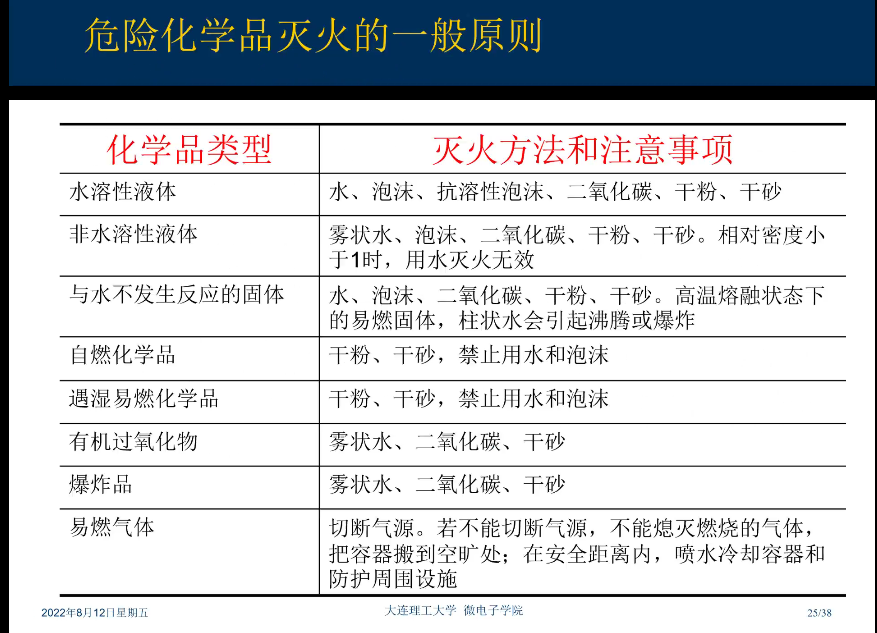 危险化学品灭火的一般原则
化学品类型
灭火方法和注意事项
水溶性液体
水、泡沫、抗溶性泡沫、二氧化碳、干粉、干砂
非水溶性液体
雾状水、泡沫、二氧化碳、干粉、干砂。相对密度小
于1时，用水灭火无效
与水不发生反应的固体
水、泡沫、二氧化碳、干粉、干砂。高温熔融状态下
的易燃固体，柱状水会引起沸腾或爆炸
自燃化学品
干粉、干砂，禁止用水和泡沫
遇湿易燃化学品
干粉、干砂，禁止用水和泡沫
有机过氧化物
雾状水、二氧化碳、干砂
爆炸品
雾状水、二氧化碳、干砂
易燃气体
切断气源。若不能切断气源，不能熄灭燃烧的气体，
把容器搬到空旷处；在安全距离内，喷水冷却容器和
防护周围设施
2022年8月12日星期五
大连理工大学 微电子学院
25/38